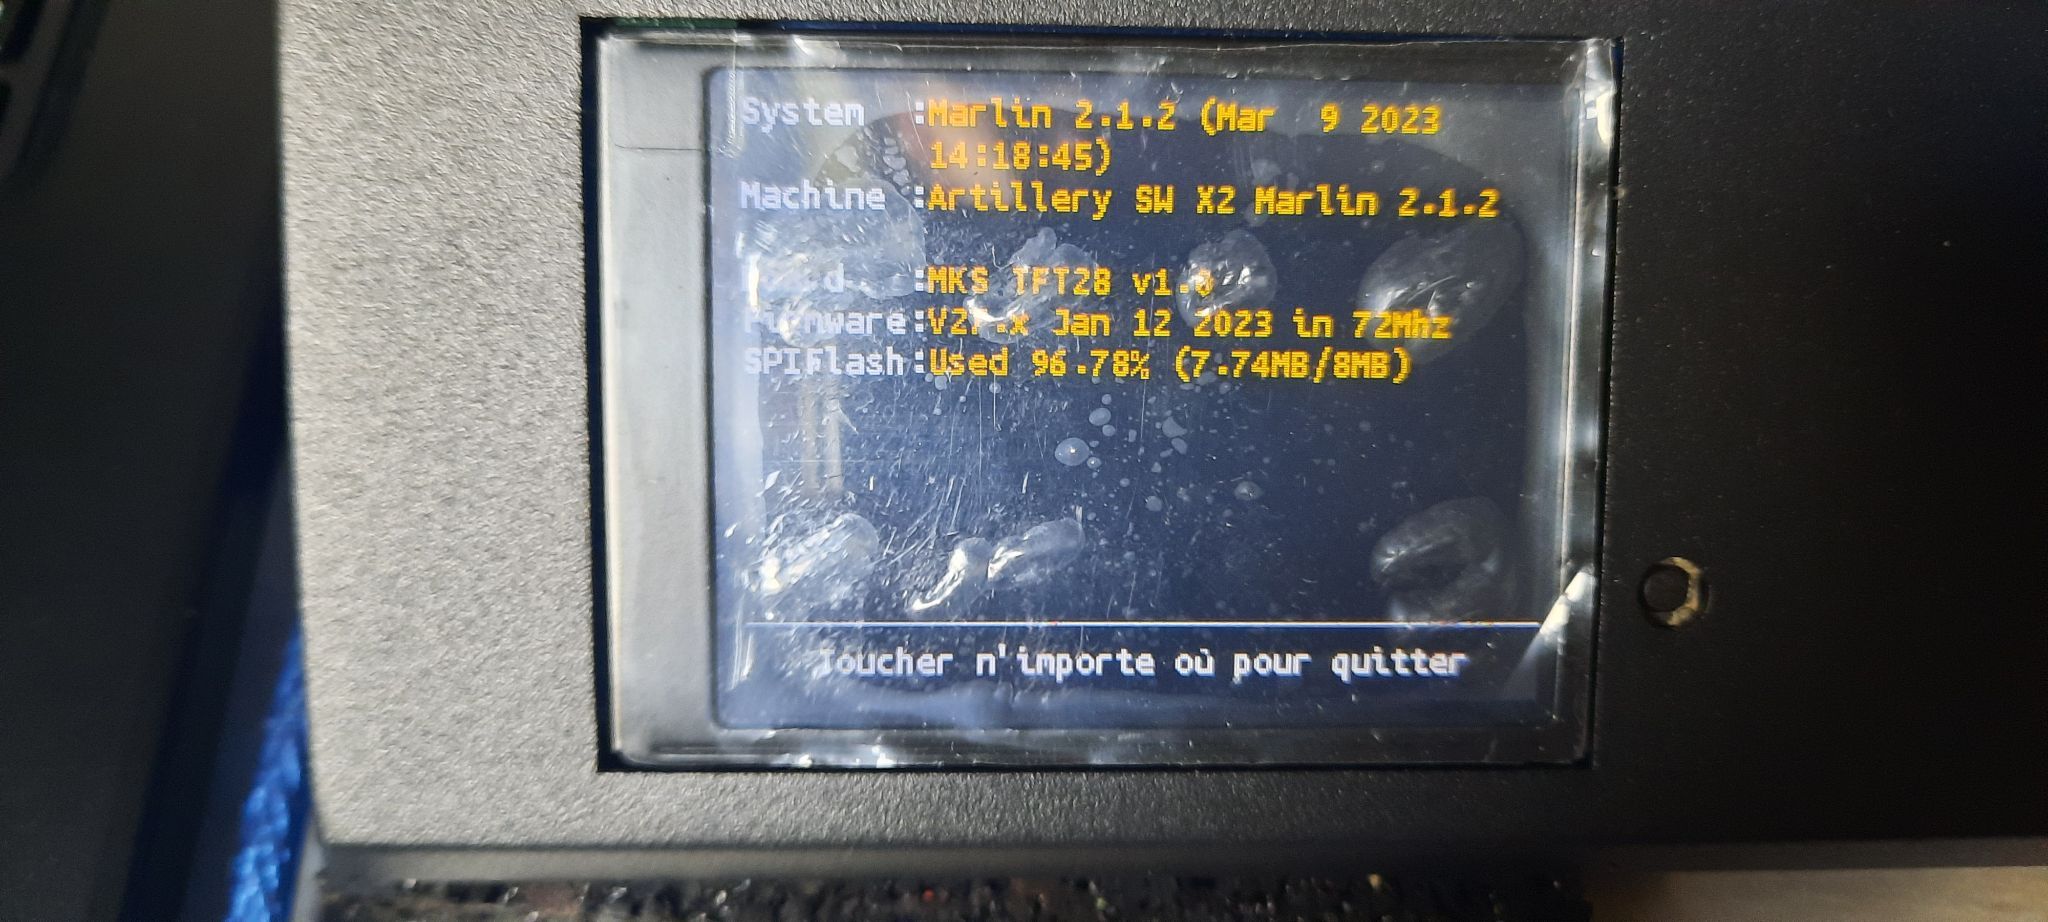 System :Marlin 2.1.2 (Mar 9 2023
14:18:45)
Machine :Artillery SW X2 Marlin 2.1.2
:MKS TFT28 v1.
Firmware: Jan 12 2023 in 72Mhz
SPIFlash:Used 96.78% (7.74MB/8MB)
Toucher n'importe où pour quitter